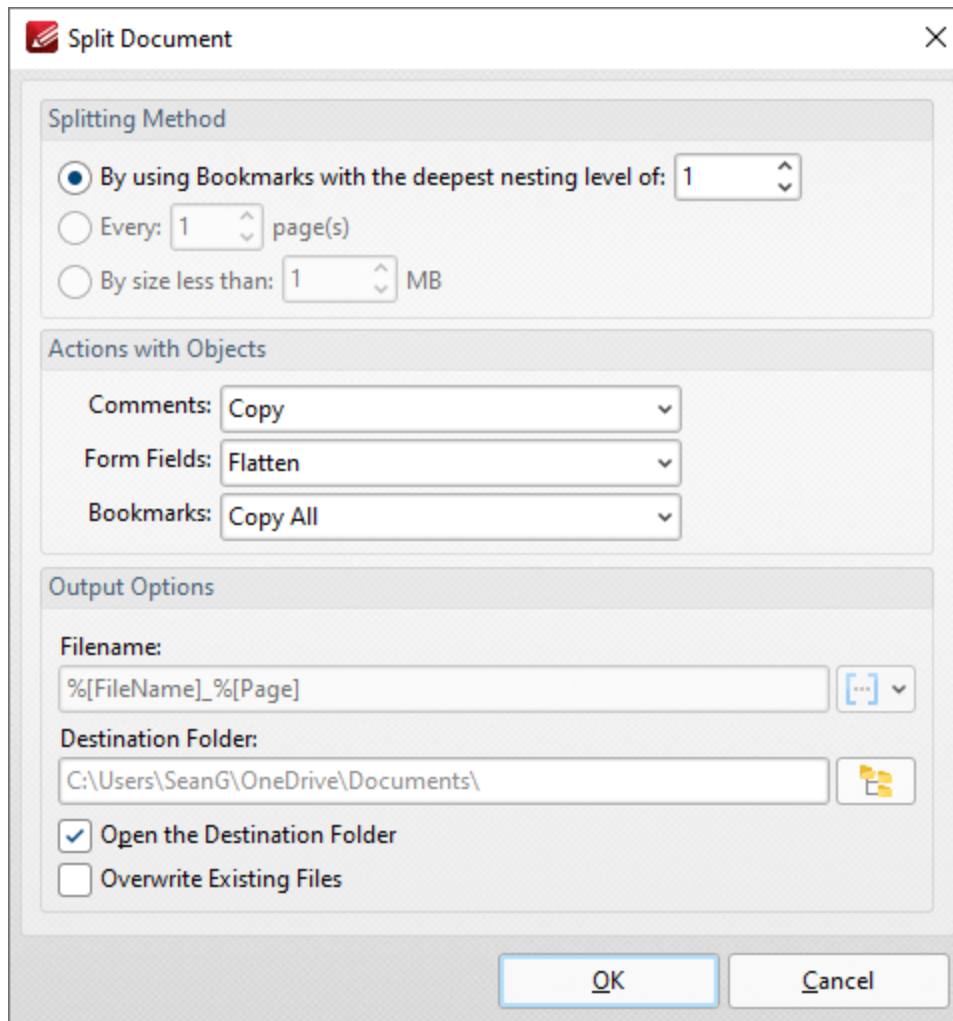 Split Document
Splitting Method
By using Bookmarks with the deepest nesting level of: 1
Every: 1 page(s)
By size less than: 1 MB
Actions with Objects
Comments: Copy
Form Fields: Flatten
Bookmarks: Copy All
Output Options
Filename:
%[FileName]_%[Page]
Destination Folder:
C:\Users\SeanG\OneDrive\Documents\
Open the Destination Folder
Overwrite Existing Files
OK Cancel